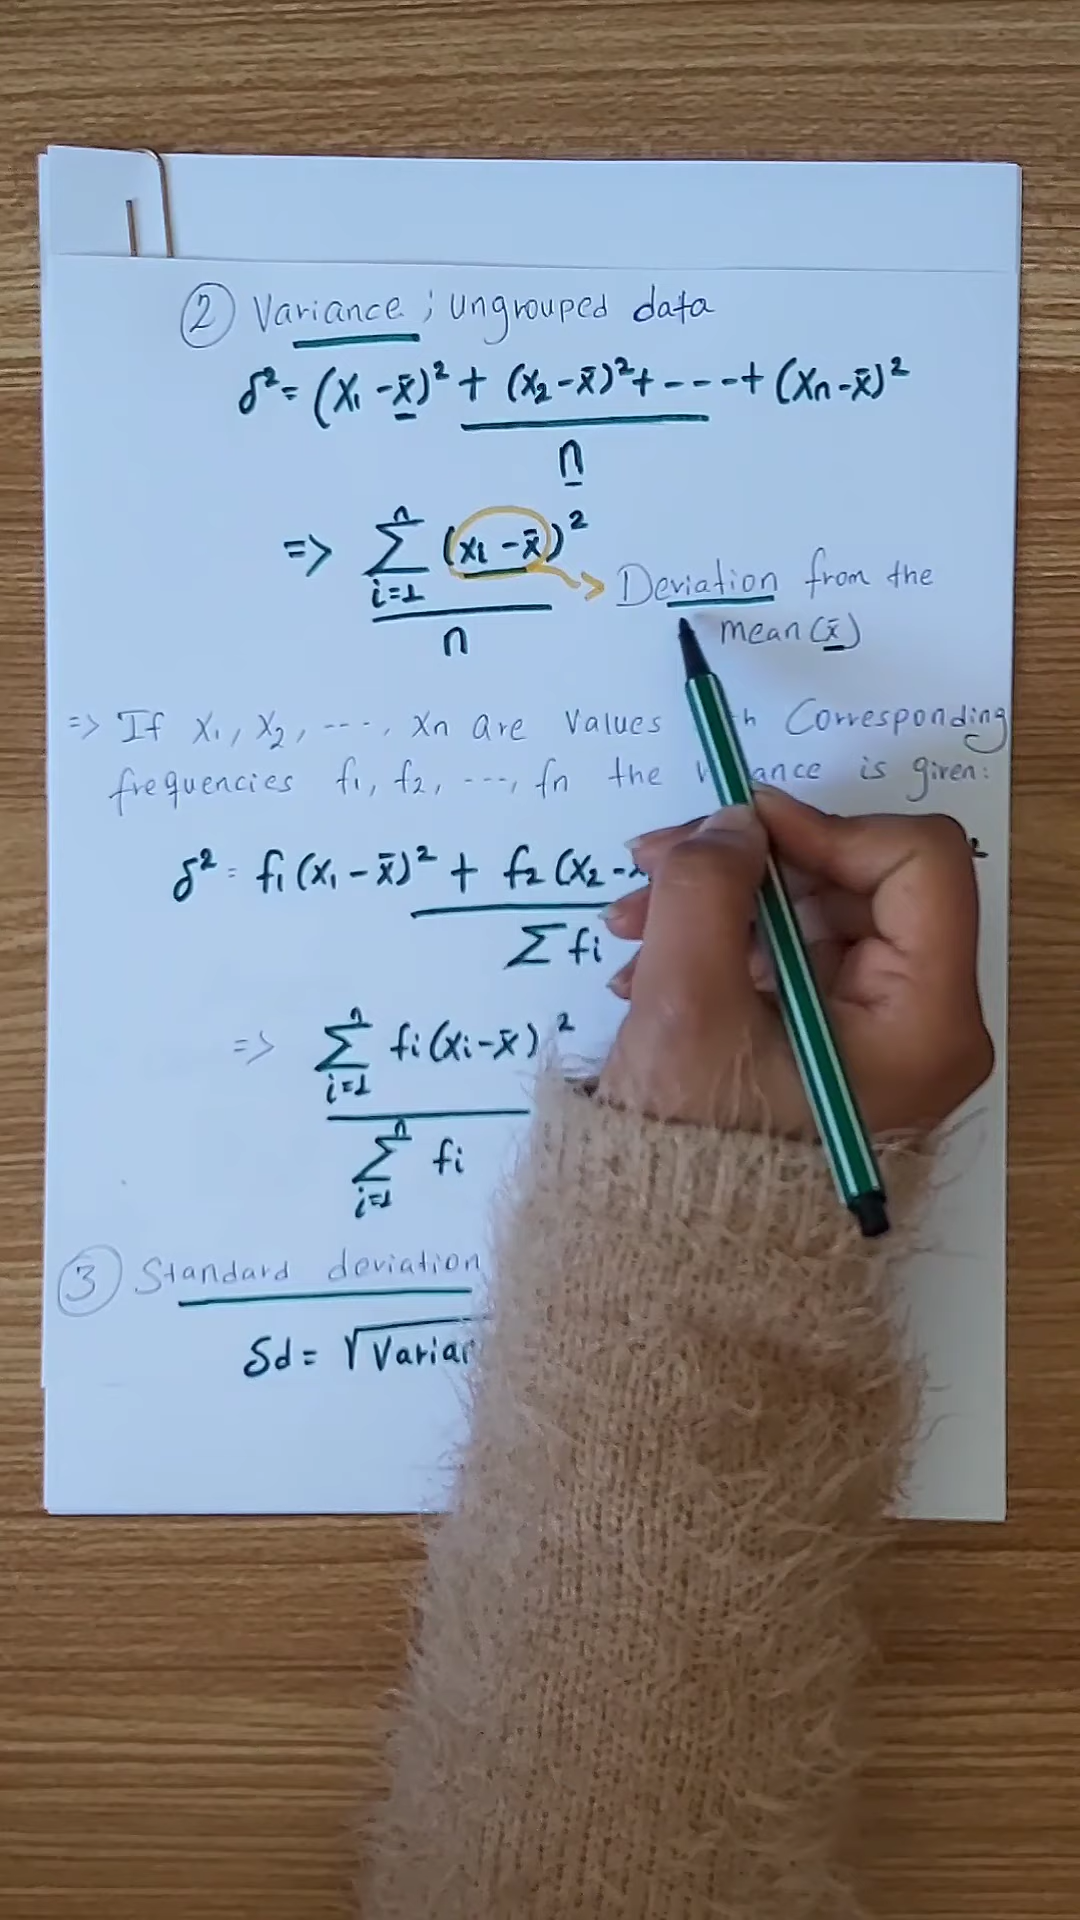 ② Variance ; Ungrouped data
δ² = (x₁ - x̄)² + (x₂ - x̄)² + - - - + (xn - x̄)²
n
=> n
∑ (xi - x̄)²
i=1
n
Deviation from the
mean (x̄)
=> If x₁, x₂, ---, xn are values Corresponding
frequencies f₁, f₂, ---, fn the is given:
δ² = f₁(x₁ - x̄)² + f₂(x₂ -
∑ fi
=> n
∑ fi(xi - x̄)²
i=1
n
∑ fi
i=1
③ Standard deviation
Sd = √